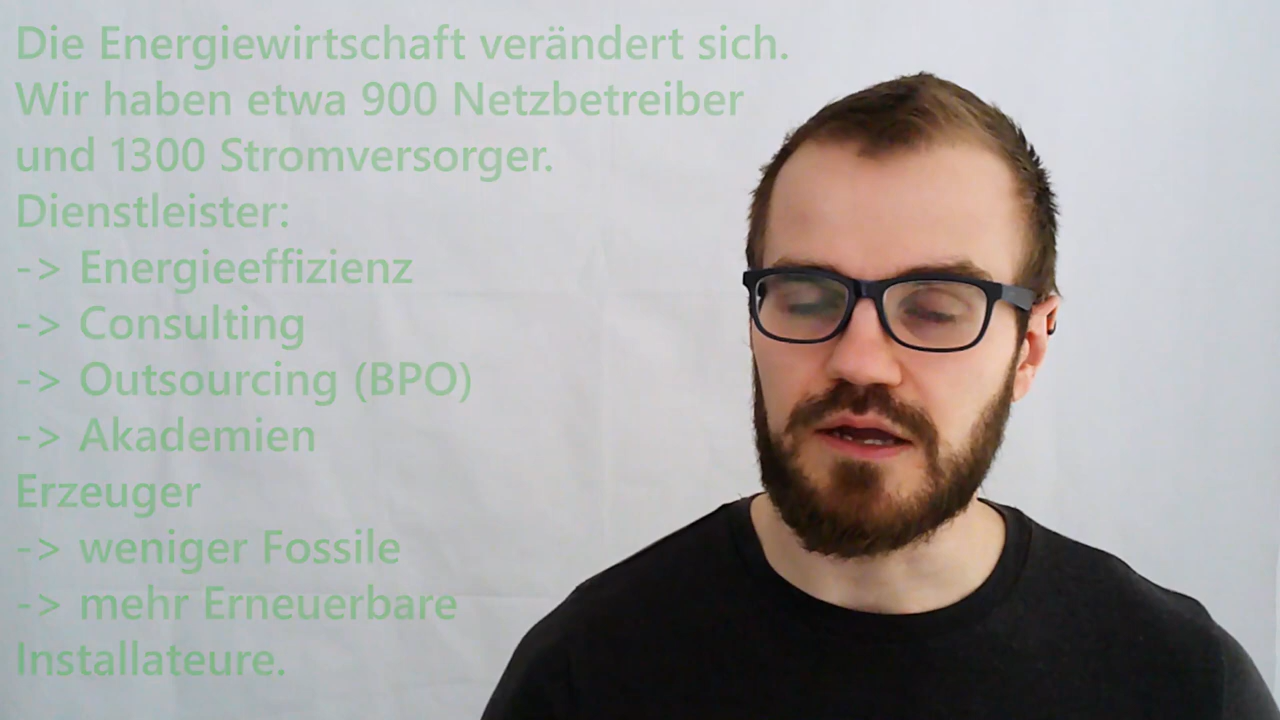 Die Energiewirtschaft verändert sich.
Wir haben etwa 900 Netzbetreiber
und 1300 Stromversorger.
Dienstleister:
-> Energieeffizienz
-> Consulting
-> Outsourcing (BPO)
-> Akademien
Erzeuger
-> weniger Fossile
-> mehr Erneuerbare
Installateure.